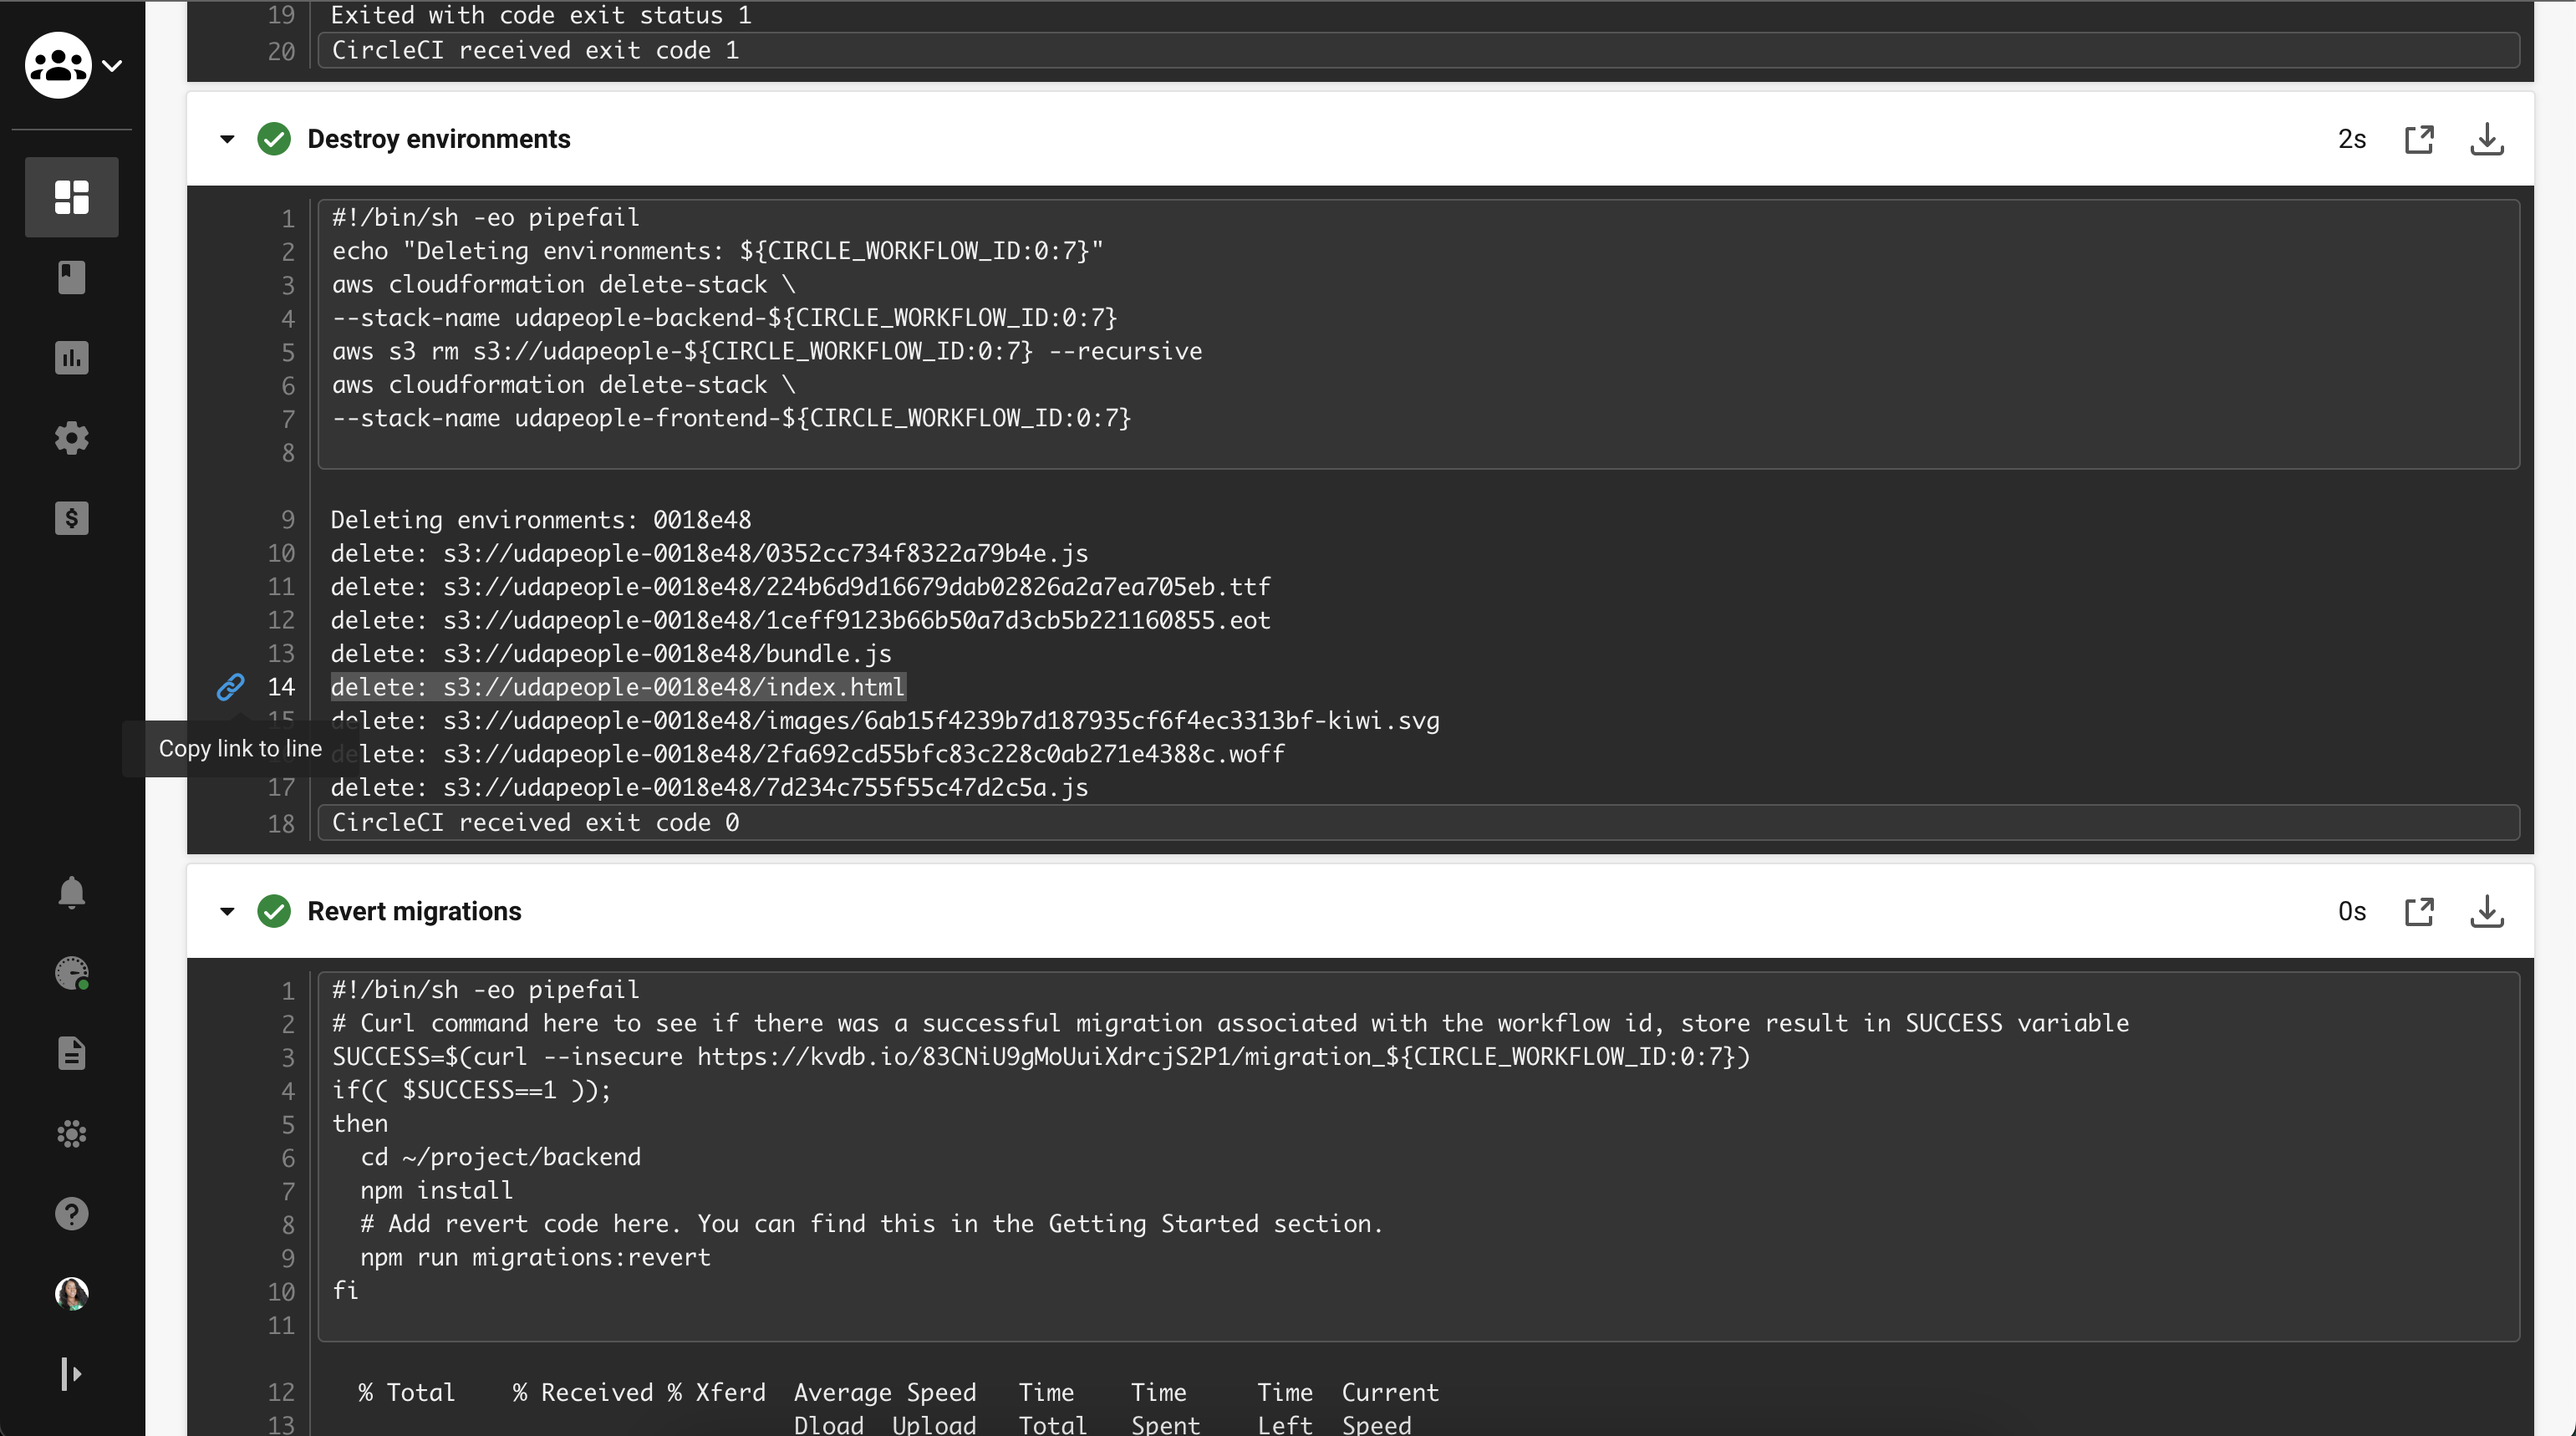 19 Exited with code exit status 1
20 CircleCI received exit code 1
Destroy environments 2s
1 #!/bin/sh -eo pipefail
2 echo "Deleting environments: ${CIRCLE_WORKFLOW_ID:0:7}"
3 aws cloudformation delete-stack \
4 --stack-name udapeople-backend-${CIRCLE_WORKFLOW_ID:0:7}
5 aws s3 rm s3://udapeople-${CIRCLE_WORKFLOW_ID:0:7} --recursive
6 aws cloudformation delete-stack \
7 --stack-name udapeople-frontend-${CIRCLE_WORKFLOW_ID:0:7}
8
9 Deleting environments: 0018e48
10 delete: s3://udapeople-0018e48/0352cc734f8322a79b4e.js
11 delete: s3://udapeople-0018e48/224b6d9d16679dab02826a2a7ea705eb.ttf
12 delete: s3://udapeople-0018e48/1ceff9123b66b50a7d3cb5b221160855.eot
13 delete: s3://udapeople-0018e48/bundle.js
14 delete: s3://udapeople-0018e48/index.html
15 delete: s3://udapeople-0018e48/images/6ab15f4239b7d187935cf6f4ec3313bf-kiwi.svg
Copy link to line
16 delete: s3://udapeople-0018e48/2fa692cd55bfc83c228c0ab271e4388c.woff
17 delete: s3://udapeople-0018e48/7d234c755f55c47d2c5a.js
18 CircleCI received exit code 0
Revert migrations 0s
1 #!/bin/sh -eo pipefail
2 # Curl command here to see if there was a successful migration associated with the workflow id, store result in SUCCESS variable
3 SUCCESS=$(curl --insecure https://kvdb.io/83CNiU9gMoUuiXdrcjS2P1/migration_${CIRCLE_WORKFLOW_ID:0:7})
4 if(( $SUCCESS==1 ));
5 then
6 cd ~/project/backend
7 npm install
8 # Add revert code here. You can find this in the Getting Started section.
9 npm run migrations:revert
10 fi
11
12 % Total % Received % Xferd Average Speed Time Time Time Current
13 Dload Upload Total Spent Left Speed